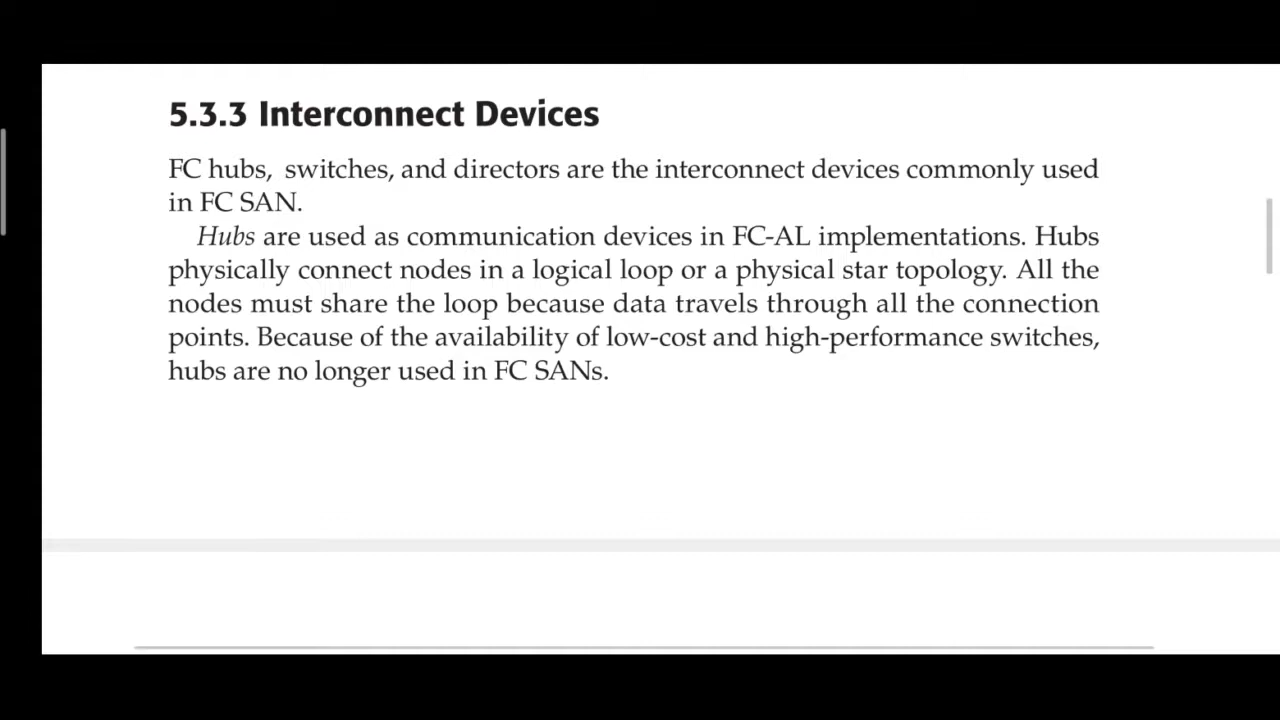 5.3.3 Interconnect Devices
FC hubs, switches, and directors are the interconnect devices commonly used
in FC SAN.
Hubs are used as communication devices in FC-AL implementations. Hubs
physically connect nodes in a logical loop or a physical star topology. All the
nodes must share the loop because data travels through all the connection
points. Because of the availability of low-cost and high-performance switches,
hubs are no longer used in FC SANs.